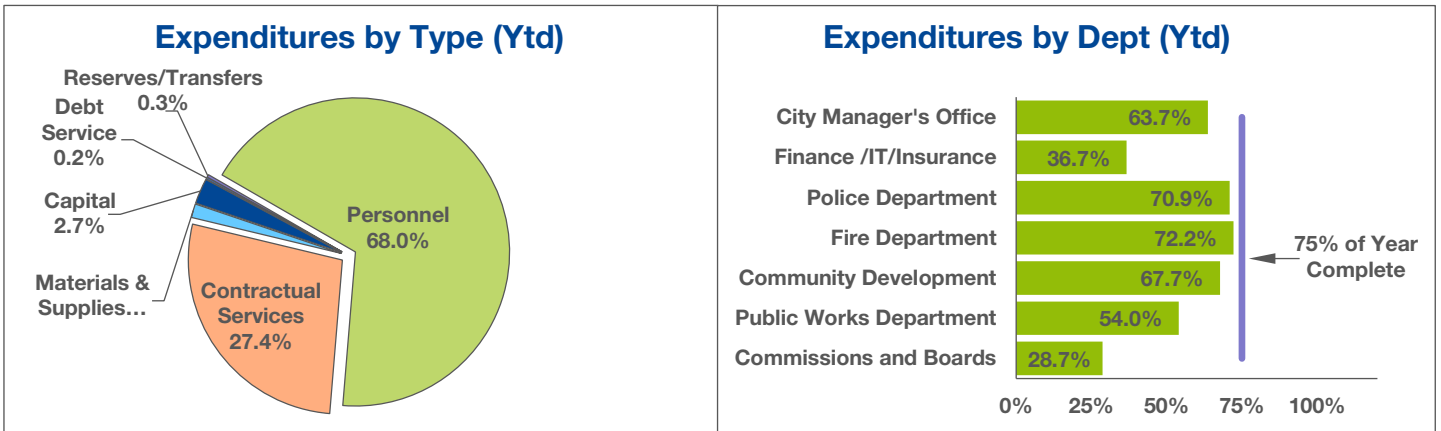 Expenditures by Type (Ytd)
Reserves/Transfers
0.3%
Debt
Service
0.2%
Capital
2.7%
Materials &
Supplies…
Personnel
68.0%
Contractual
Services
27.4%
Expenditures by Dept (Ytd)
City Manager's Office
63.7%
Finance /IT/Insurance
36.7%
Police Department
70.9%
Fire Department
72.2%
Community Development
67.7%
Public Works Department
54.0%
Commissions and Boards
28.7%
75% of Year
Complete
0% 25% 50% 75% 100%